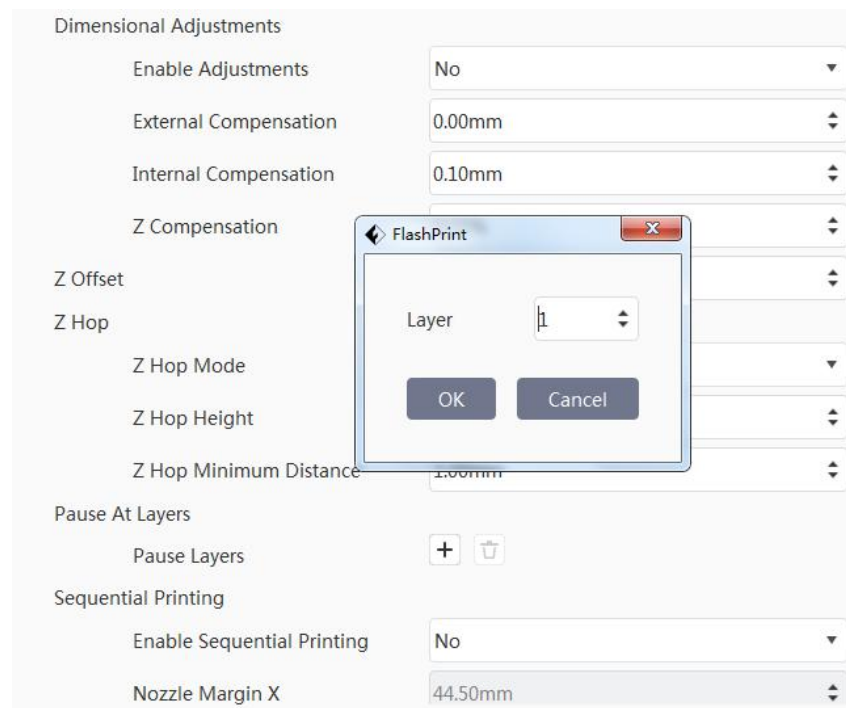 Dimensional Adjustments
Enable Adjustments No
External Compensation 0.00mm
Internal Compensation 0.10mm
Z Compensation
FlashPrint
Z Offset
Layer 1
Z Hop
Z Hop Mode
OK Cancel
Z Hop Height
Z Hop Minimum Distance 1.00mm
Pause At Layers
Pause Layers
Sequential Printing
Enable Sequential Printing No
Nozzle Margin X 44.50mm